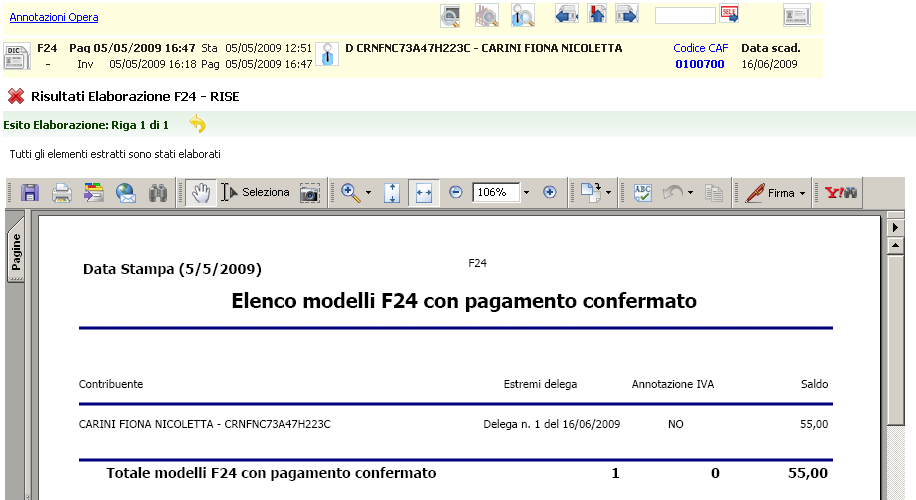 Annotazioni Opera
SELE
DIC F24 Pag 05/05/2009 16:47 Sta 05/05/2009 12:51 D CRNFNC73A47H223C - CARINI FIONA NICOLETTA Codice CAF Data scad.
- Inv 05/05/2009 16:18 Pag 05/05/2009 16:47 0100700 16/06/2009
Risultati Elaborazione F24 - RISE
Esito Elaborazione: Riga 1 di 1
Tutti gli elementi estratti sono stati elaborati
Seleziona 106% ABC Firma Y!
Pagine
Data Stampa (5/5/2009) F24
Elenco modelli F24 con pagamento confermato
Contribuente Estremi delega Annotazione IVA Saldo
CARINI FIONA NICOLETTA - CRNFNC73A47H223C Delega n. 1 del 16/06/2009 NO 55,00
Totale modelli F24 con pagamento confermato 1 0 55,00